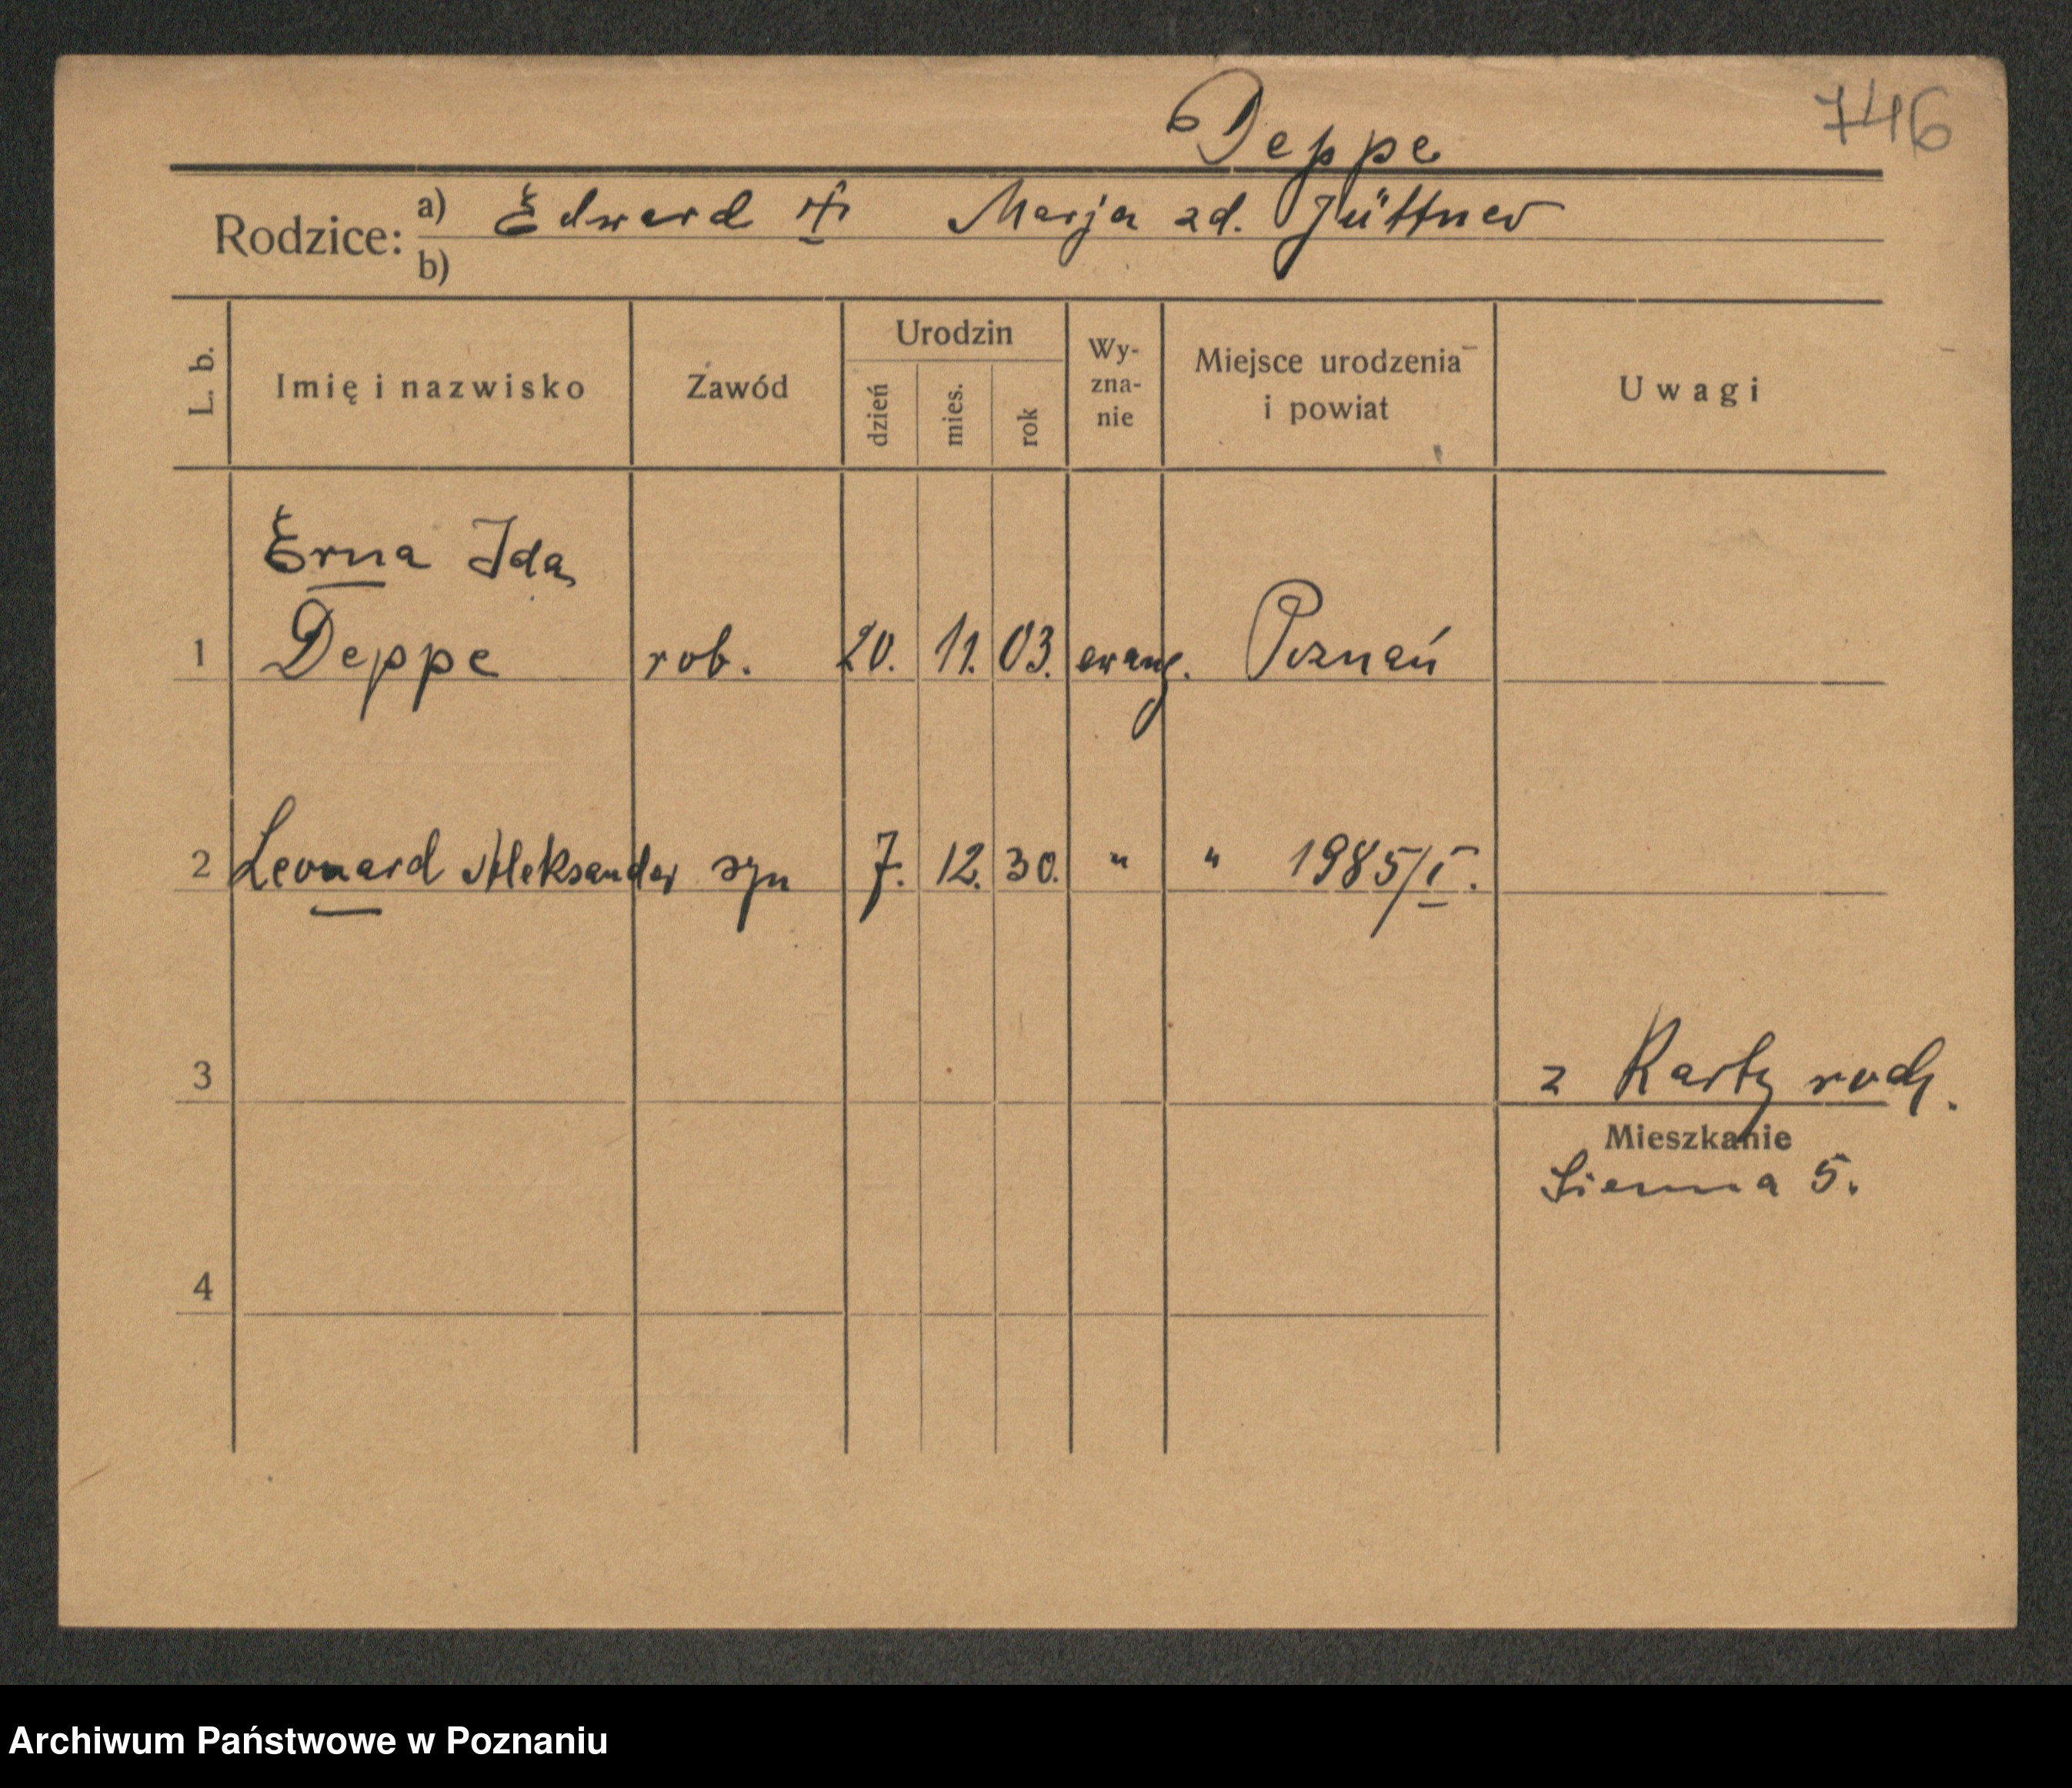 746
Deppe
Rodzice: a) Edward Marja zd. Jüttner
b)
L. b. Imię i nazwisko Zawód Urodzin dzień mies. rok Wy-zna-nie Miejsce urodzenia i powiat Uwagi
Erna Ida
1 Deppe rob. 20. 11. 03. ewang. Poznań
2 Leonard Aleksander syn 7. 12. 30. " " 1985/I.
3 z Karty rodz.
Mieszkanie
Sienna 5.
4
Archiwum Państwowe w Poznaniu